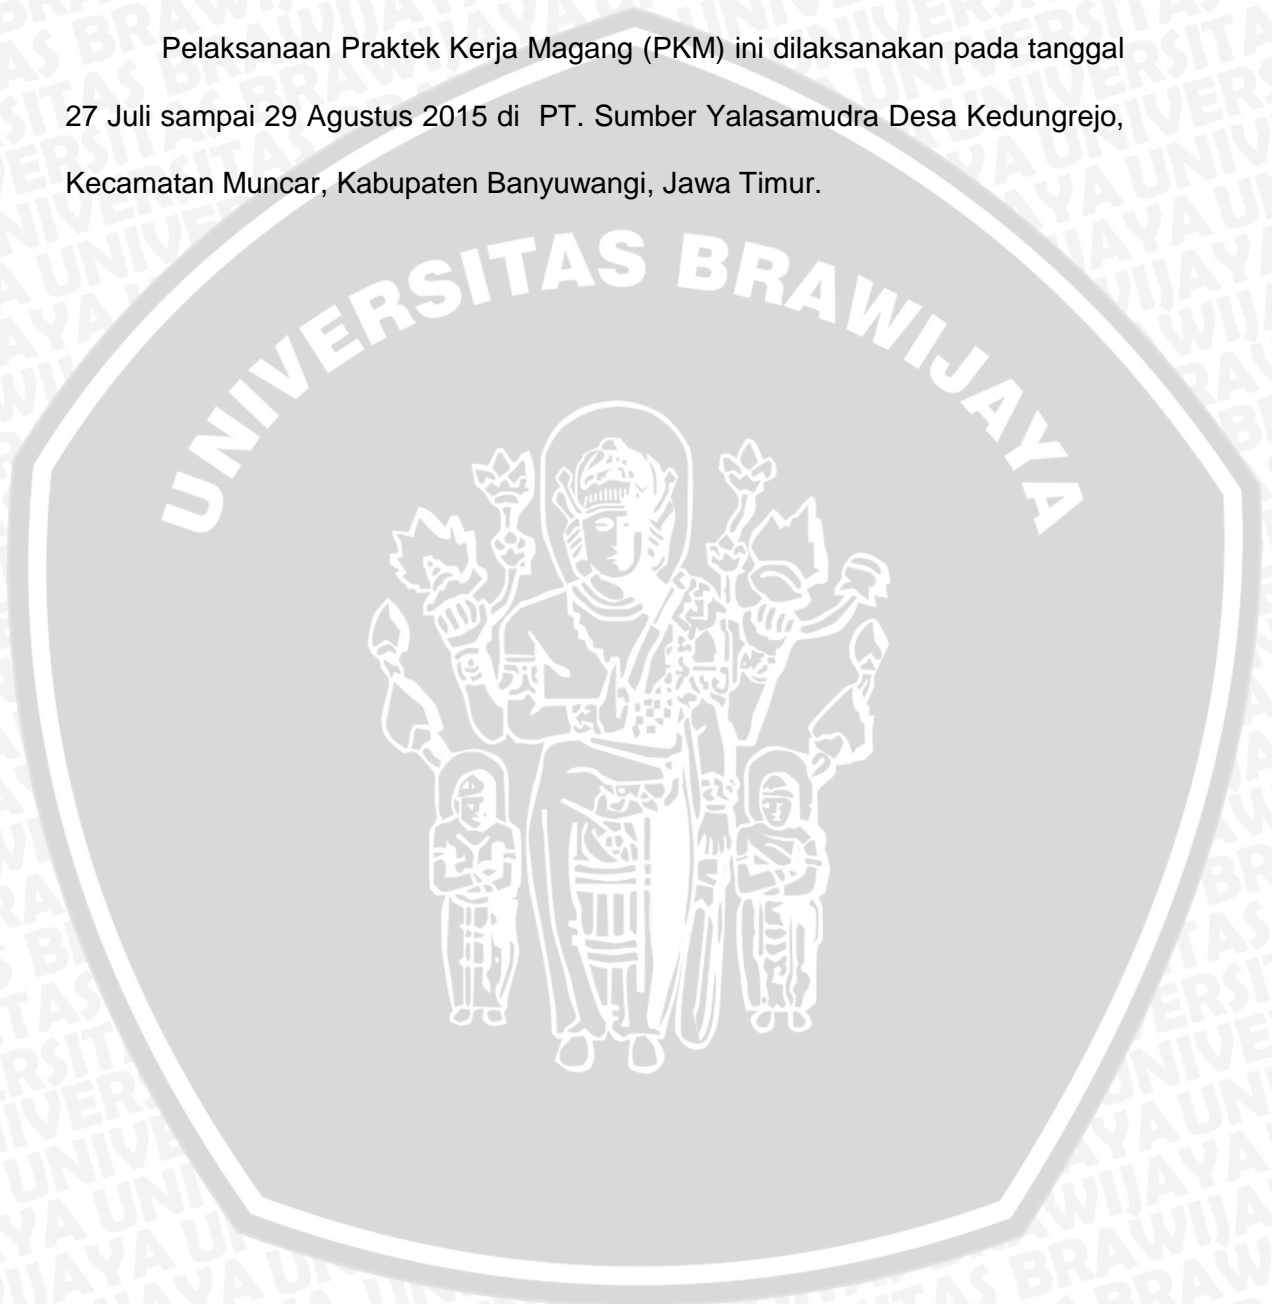 Pelaksanaan Praktek Kerja Magang (PKM) ini dilaksanakan pada tanggal
27 Juli sampai 29 Agustus 2015 di  PT. Sumber Yalasamudra Desa Kedungrejo,
Kecamatan Muncar, Kabupaten Banyuwangi, Jawa Timur.
UNIVERSITAS BRAWIJAYA